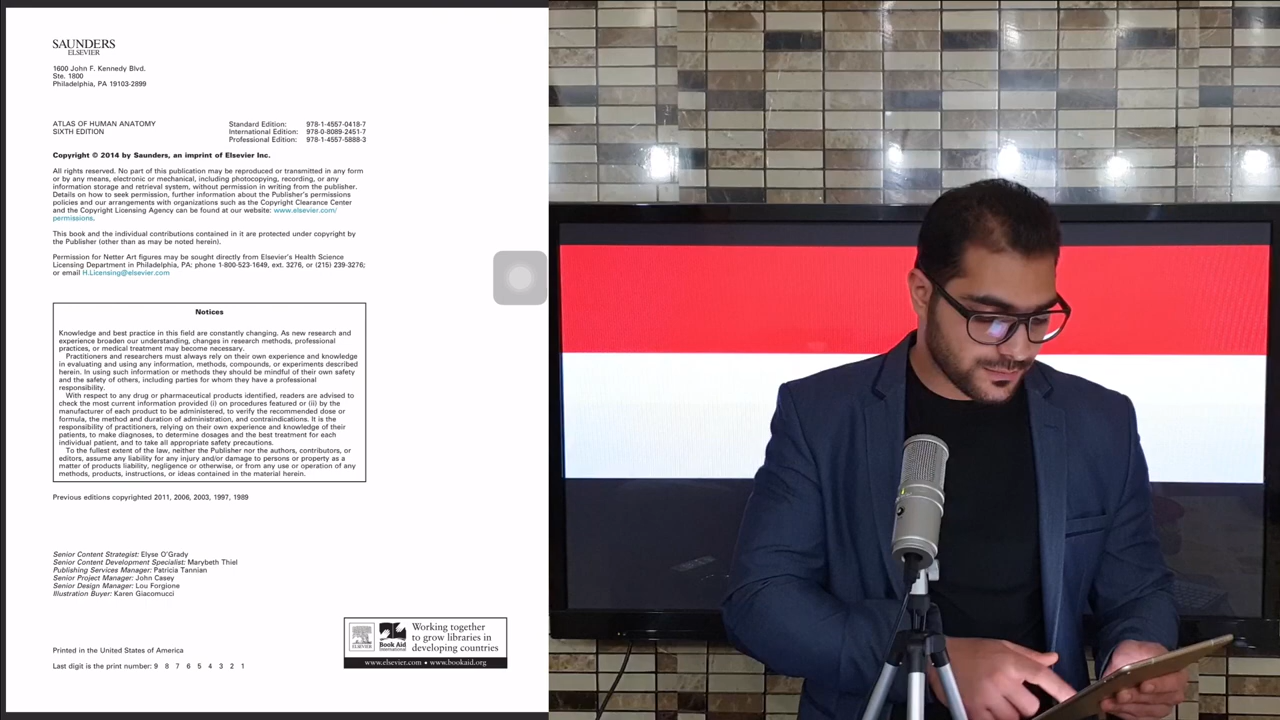 SAUNDERS
ELSEVIER
1600 John F. Kennedy Blvd.
Ste. 1800
Philadelphia, PA 19103-2899
ATLAS OF HUMAN ANATOMY
SIXTH EDITION
Standard Edition: 978-1-4557-0418-7
International Edition: 978-0-8089-2451-7
Professional Edition: 978-1-4557-5888-3
Copyright © 2014 by Saunders, an imprint of Elsevier Inc.
All rights reserved. No part of this publication may be reproduced or transmitted in any form
or by any means, electronic or mechanical, including photocopying, recording, or any
information storage and retrieval system, without permission in writing from the publisher.
Details on how to seek permission, further information about the Publisher's permissions
policies and our arrangements with organizations such as the Copyright Clearance Center
and the Copyright Licensing Agency can be found at our website: www.elsevier.com/
permissions.
This book and the individual contributions contained in it are protected under copyright by
the Publisher (other than as may be noted herein).
Permission for Netter Art figures may be sought directly from Elsevier's Health Science
Licensing Department in Philadelphia, PA: phone 1-800-523-1649, ext. 3276, or (215) 239-3276;
or email H.Licensing@elsevier.com
Notices
Knowledge and best practice in this field are constantly changing. As new research and
experience broaden our understanding, changes in research methods, professional
practices, or medical treatment may become necessary.
Practitioners and researchers must always rely on their own experience and knowledge
in evaluating and using any information, methods, compounds, or experiments described
herein. In using such information or methods they should be mindful of their own safety
and the safety of others, including parties for whom they have a professional
responsibility.
With respect to any drug or pharmaceutical products identified, readers are advised to
check the most current information provided (i) on procedures featured or (ii) by the
manufacturer of each product to be administered, to verify the recommended dose or
formula, the method and duration of administration, and contraindications. It is the
responsibility of practitioners, relying on their own experience and knowledge of their
patients, to make diagnoses, to determine dosages and the best treatment for each
individual patient, and to take all appropriate safety precautions.
To the fullest extent of the law, neither the Publisher nor the authors, contributors, or
editors, assume any liability for any injury and/or damage to persons or property as a
matter of products liability, negligence or otherwise, or from any use or operation of any
methods, products, instructions, or ideas contained in the material herein.
Previous editions copyrighted 2011, 2006, 2003, 1997, 1989
Senior Content Strategist: Elyse O'Grady
Senior Content Development Specialist: Marybeth Thiel
Publishing Services Manager: Patricia Tannian
Senior Project Manager: John Casey
Senior Design Manager: Lou Forgione
Illustration Buyer: Karen Giacomucci
Working together
to grow libraries in
developing countries
ELSEVIER
Book Aid
International
www.elsevier.com • www.bookaid.org
Printed in the United States of America
Last digit is the print number: 9 8 7 6 5 4 3 2 1